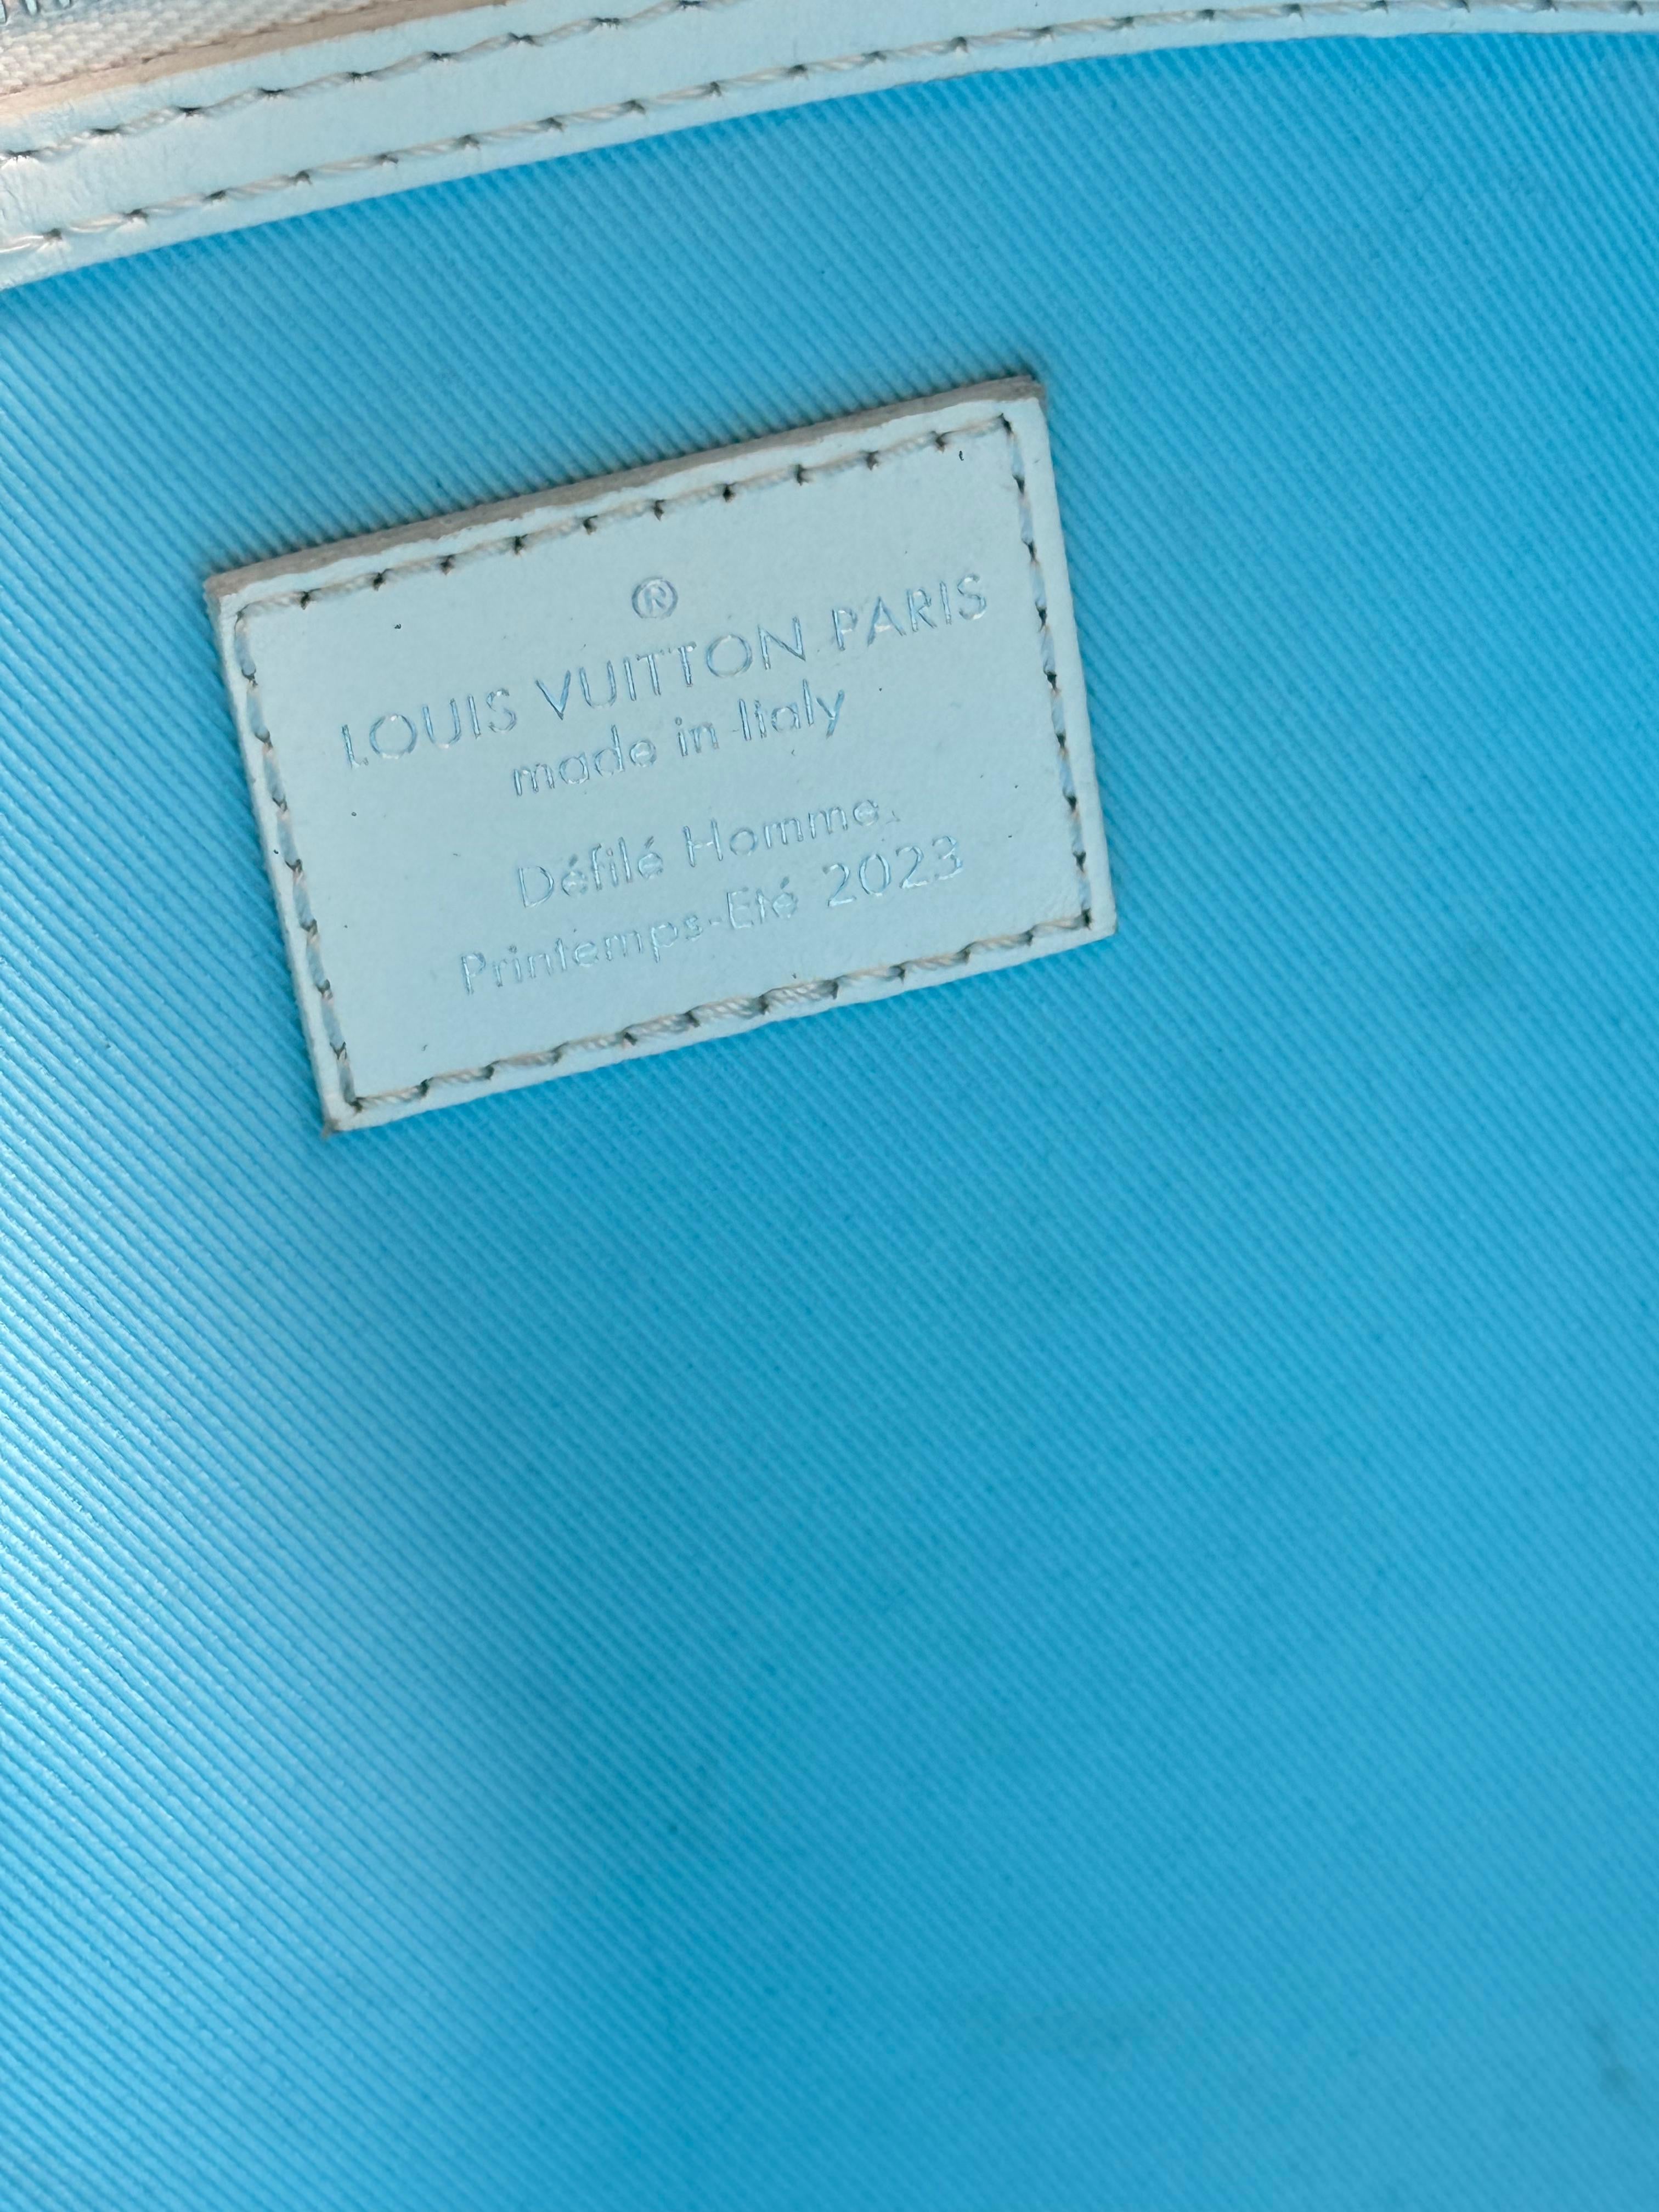 ®
LOUIS VUITTON PARIS
made in Italy
Défilé Homme
Printemps-Eté 2023